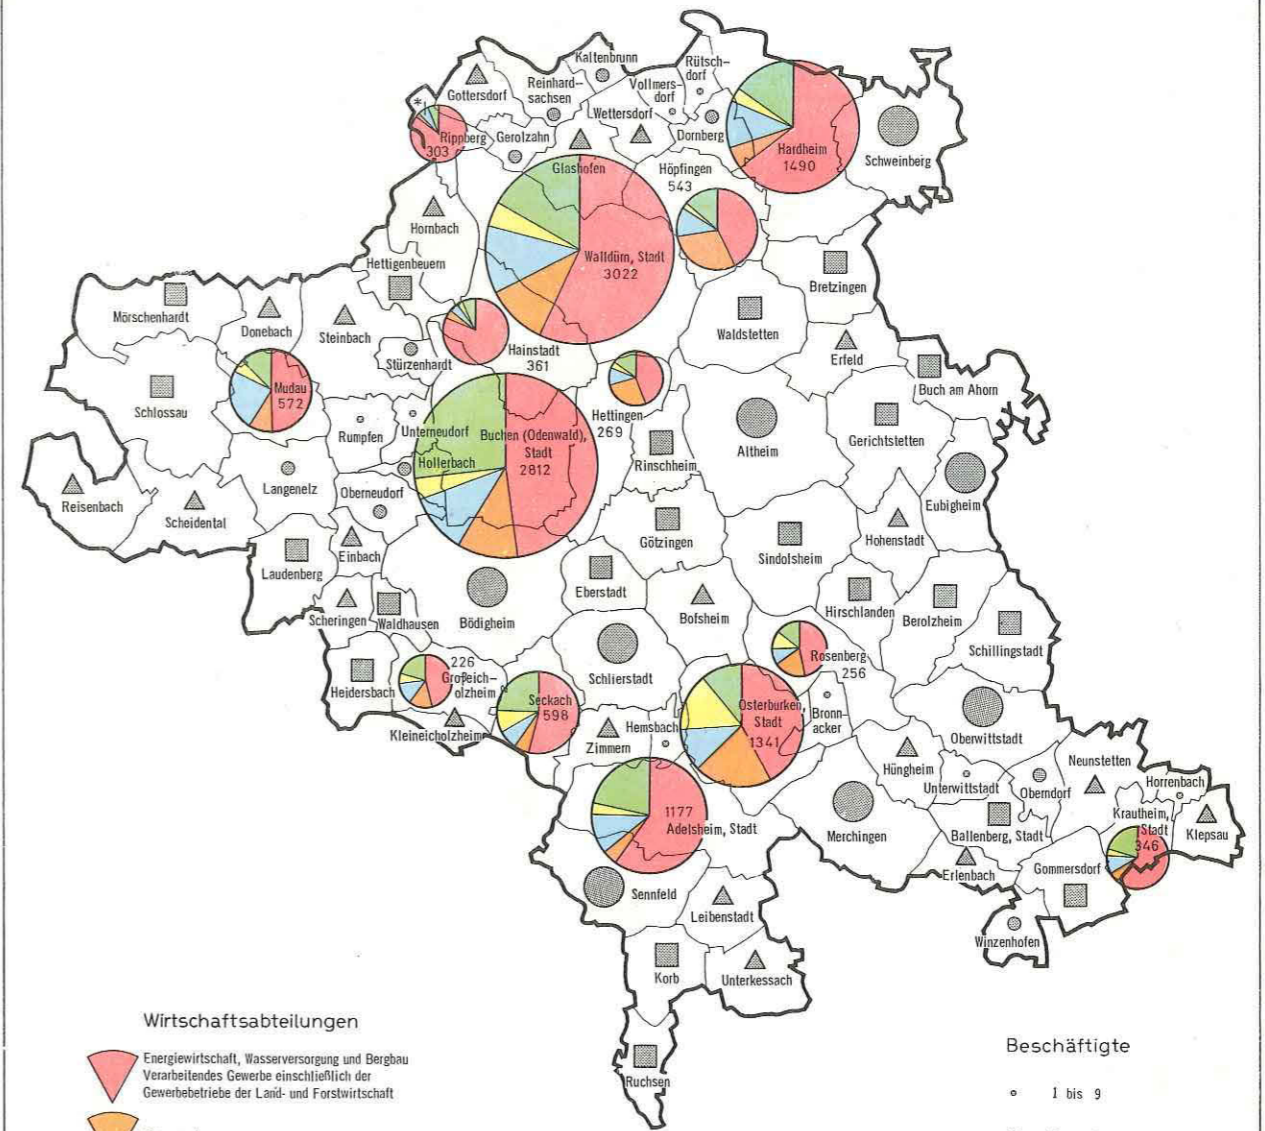 Kaltenbrunn
Rütsch-
dorf
Gottersdorf
Reinhard-
sachsen
Vollmers-
dorf
Wettersdorf
*
Rippberg
303
Gerolzahn
Dornberg
Hardheim
1490
Schweinberg
Glashofen
Höpfingen
543
Hornbach
Walldürn, Stadt
3022
Hettigenbeuern
Bretzingen
Mörschenhardt
Donebach
Steinbach
Waldstetten
Stürzenhardt
Hainstadt
361
Erfeld
Buch am Ahorn
Mudau
572
Schlossau
Hettingen
269
Rumpfen
Unterneudorf
Buchen (Odenwald),
Stadt
2812
Hollerbach
Altheim
Gerichtstetten
Rinschheim
Langenelz
Oberneudorf
Reisenbach
Scheidental
Eubigheim
Götzingen
Hohenstadt
Einbach
Sindolsheim
Laudenberg
Eberstadt
Scheringen
Waldhausen
Bödigheim
Bofsheim
Hirschlanden
Berolzheim
Schillingstadt
Rosenberg
256
226
Großeich-
olzheim
Heidersbach
Schlierstadt
Seckach
598
Kleineicholzheim
Zimmern
Hemsbach
Osterburken,
Stadt
1341
Bronn-
acker
Oberwittstadt
Hüngheim
Neunstetten
Unterwittstadt
Oberndorf
Horrenbach
1177
Adelsheim, Stadt
Merchingen
Ballenberg, Stadt
Krautheim,
Stadt
346
Klepsau
Erlenbach
Gommersdorf
Sennfeld
Leibenstadt
Winzenhofen
Korb
Unterkessach
Ruchsen
Wirtschaftsabteilungen
Energiewirtschaft, Wasserversorgung und Bergbau
Verarbeitendes Gewerbe einschließlich der
Gewerbebetriebe der Land- und Forstwirtschaft
Beschäftigte
1 bis 9